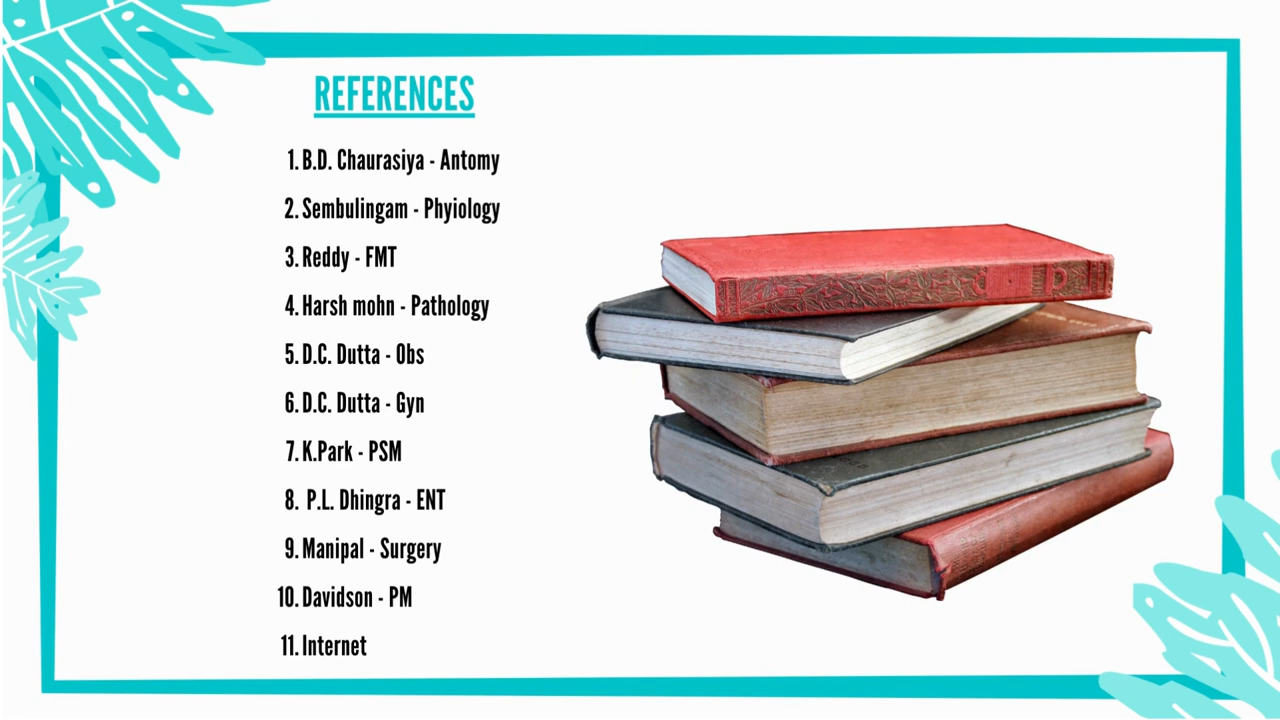 REFERENCES
1. B.D. Chaurasiya - Antomy
2. Sembulingam - Phyiology
3. Reddy - FMT
4. Harsh mohn - Pathology
5. D.C. Dutta - Obs
6. D.C. Dutta - Gyn
7. K.Park - PSM
8. P.L. Dhingra - ENT
9. Manipal - Surgery
10. Davidson - PM
11. Internet